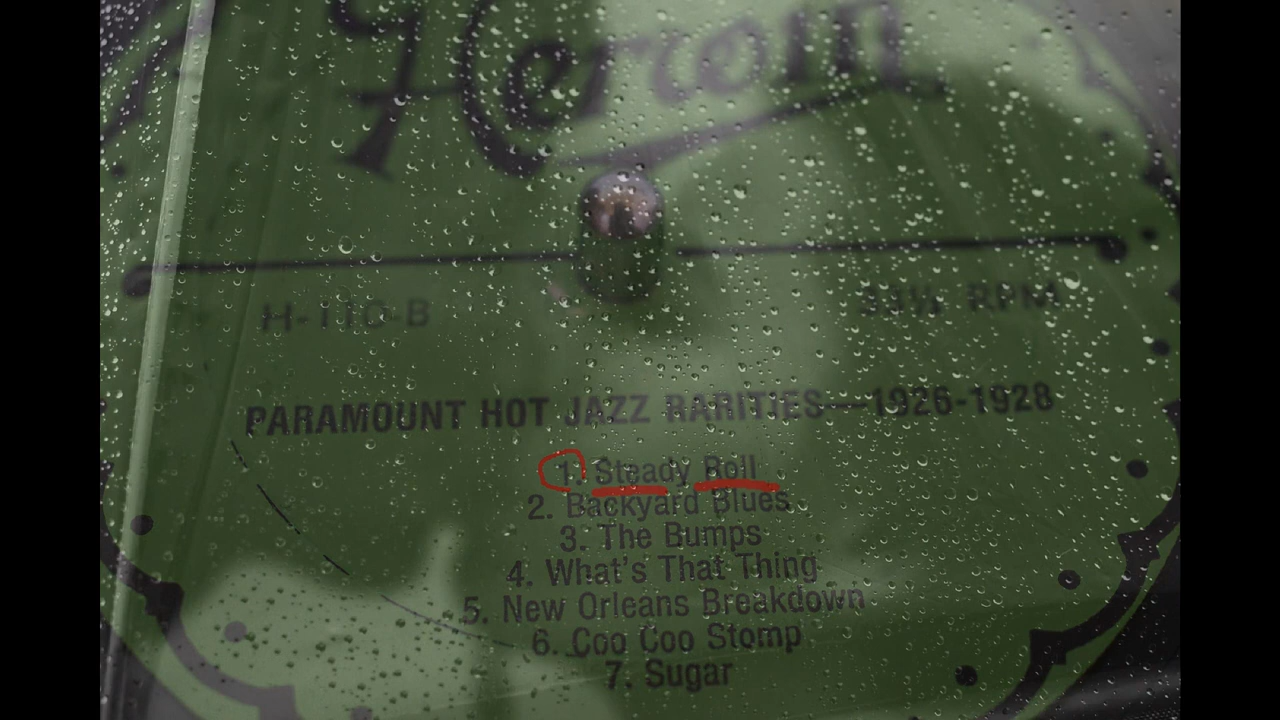 Herwin
H-110-B
33⅓ RPM
PARAMOUNT HOT JAZZ RARITIES—1926-1928
1. Steady Roll
2. Backyard Blues
3. The Bumps
4. What's That Thing
5. New Orleans Breakdown
6. Coo Coo Stomp
7. Sugar